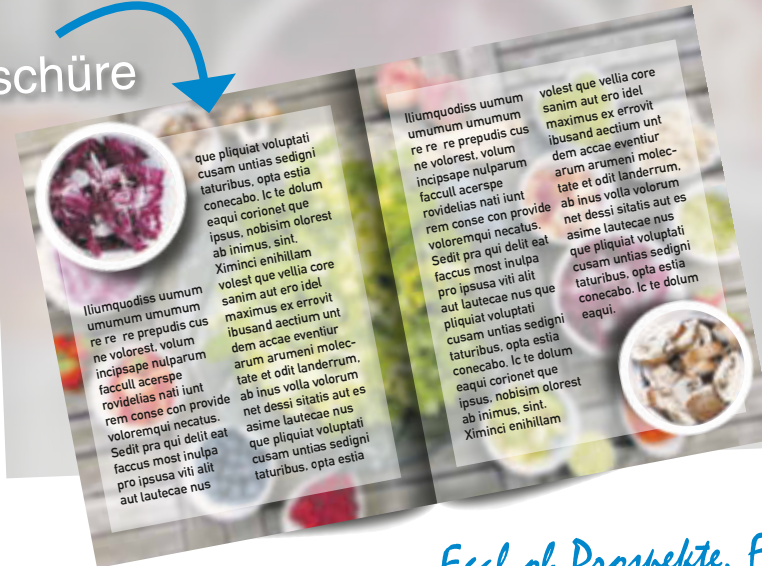 schüre
que pliquiat voluptati
cusam untias sedigni
taturibus, opta estia
conecabo. Ic te dolum
eaqui corionet que
ipsus, nobisim olorest
ab inimus, sint.
Ximinci enihillam
volest que vellia core
sanim aut ero idel
maximus ex errovit
ibusand aectium unt
dem accae eventiur
arum arumeni molec-
tate et odit landerrum,
ab inus volla volorum
net dessi sitatis aut es
asime lautecae nus
que pliquiat voluptati
cusam untias sedigni
taturibus, opta estia
Iliumquodiss uumum
umumum umumum
re re re prepudis cus
ne volorest, volum
incipsape nulparum
faccull acerspe
rovidelias nati iunt
rem conse con provide
voloremqui necatus.
Sedit pra qui delit eat
faccus most inulpa
pro ipsusa viti alit
aut lautecae nus
Iliumquodiss uumum
umumum umumum
re re re prepudis cus
ne volorest, volum
incipsape nulparum
faccull acerspe
rovidelias nati iunt
rem conse con provide
voloremqui necatus.
Sedit pra qui delit eat
faccus most inulpa
pro ipsusa viti alit
aut lautecae nus que
pliquiat voluptati
cusam untias sedigni
taturibus, opta estia
conecabo. Ic te dolum
eaqui corionet que
ipsus, nobisim olorest
ab inimus, sint.
Ximinci enihillam
volest que vellia core
sanim aut ero idel
maximus ex errovit
ibusand aectium unt
dem accae eventiur
arum arumeni molec-
tate et odit landerrum,
ab inus volla volorum
net dessi sitatis aut es
asime lautecae nus
que pliquiat voluptati
cusam untias sedigni
taturibus, opta estia
conecabo. Ic te dolum
eaqui.
Egal ob Prospekte, F